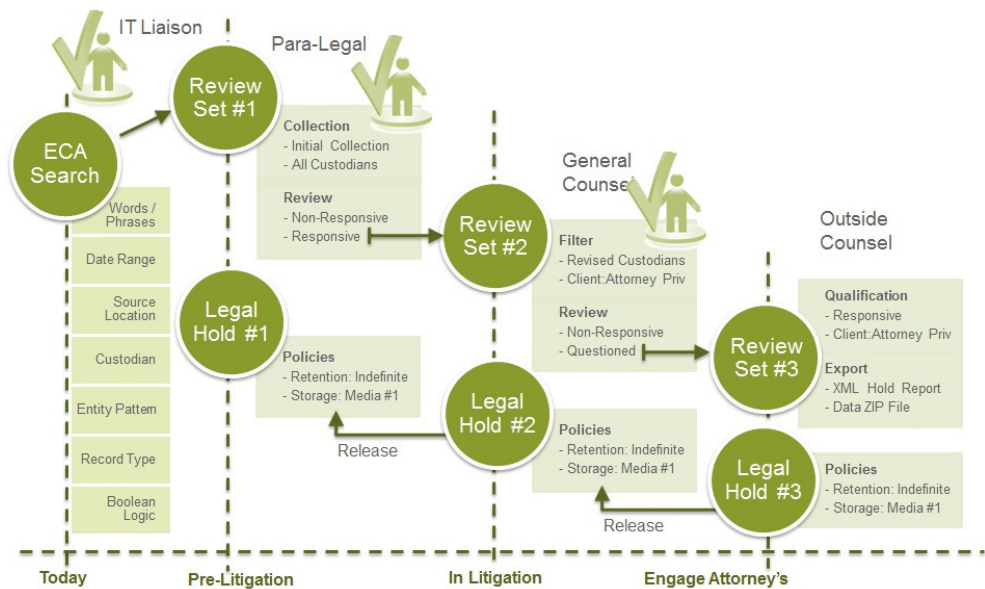 IT Liaison
ECA
Search
Words /
Phrases
Date Range
Source
Location
Custodian
Entity Pattern
Record Type
Boolean
Logic
Review
Set #1
Para-Legal
Collection
- Initial Collection
- All Custodians
Review
- Non-Responsive
- Responsive
Legal
Hold #1
Policies
- Retention: Indefinite
- Storage: Media #1
Release
Review
Set #2
General
Counsel
Filter
- Revised Custodians
- Client:Attorney Priv
Review
- Non-Responsive
- Questioned
Legal
Hold #2
Policies
- Retention: Indefinite
- Storage: Media #1
Release
Outside
Counsel
Review
Set #3
Qualification
- Responsive
- Client:Attorney Priv
Export
- XML Hold Report
- Data ZIP File
Legal
Hold #3
Policies
- Retention: Indefinite
- Storage: Media #1
Today
Pre-Litigation
In Litigation
Engage Attorney's